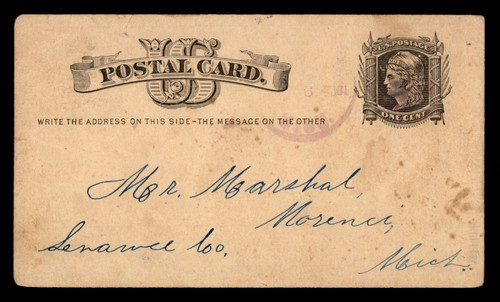 US
POSTAL CARD.
U.S. POSTAGE
ONE CENT
WRITE THE ADDRESS ON THIS SIDE–THE MESSAGE ON THE OTHER
Mr. Marshal,
Morenci,
Lenawee Co.
Mich.